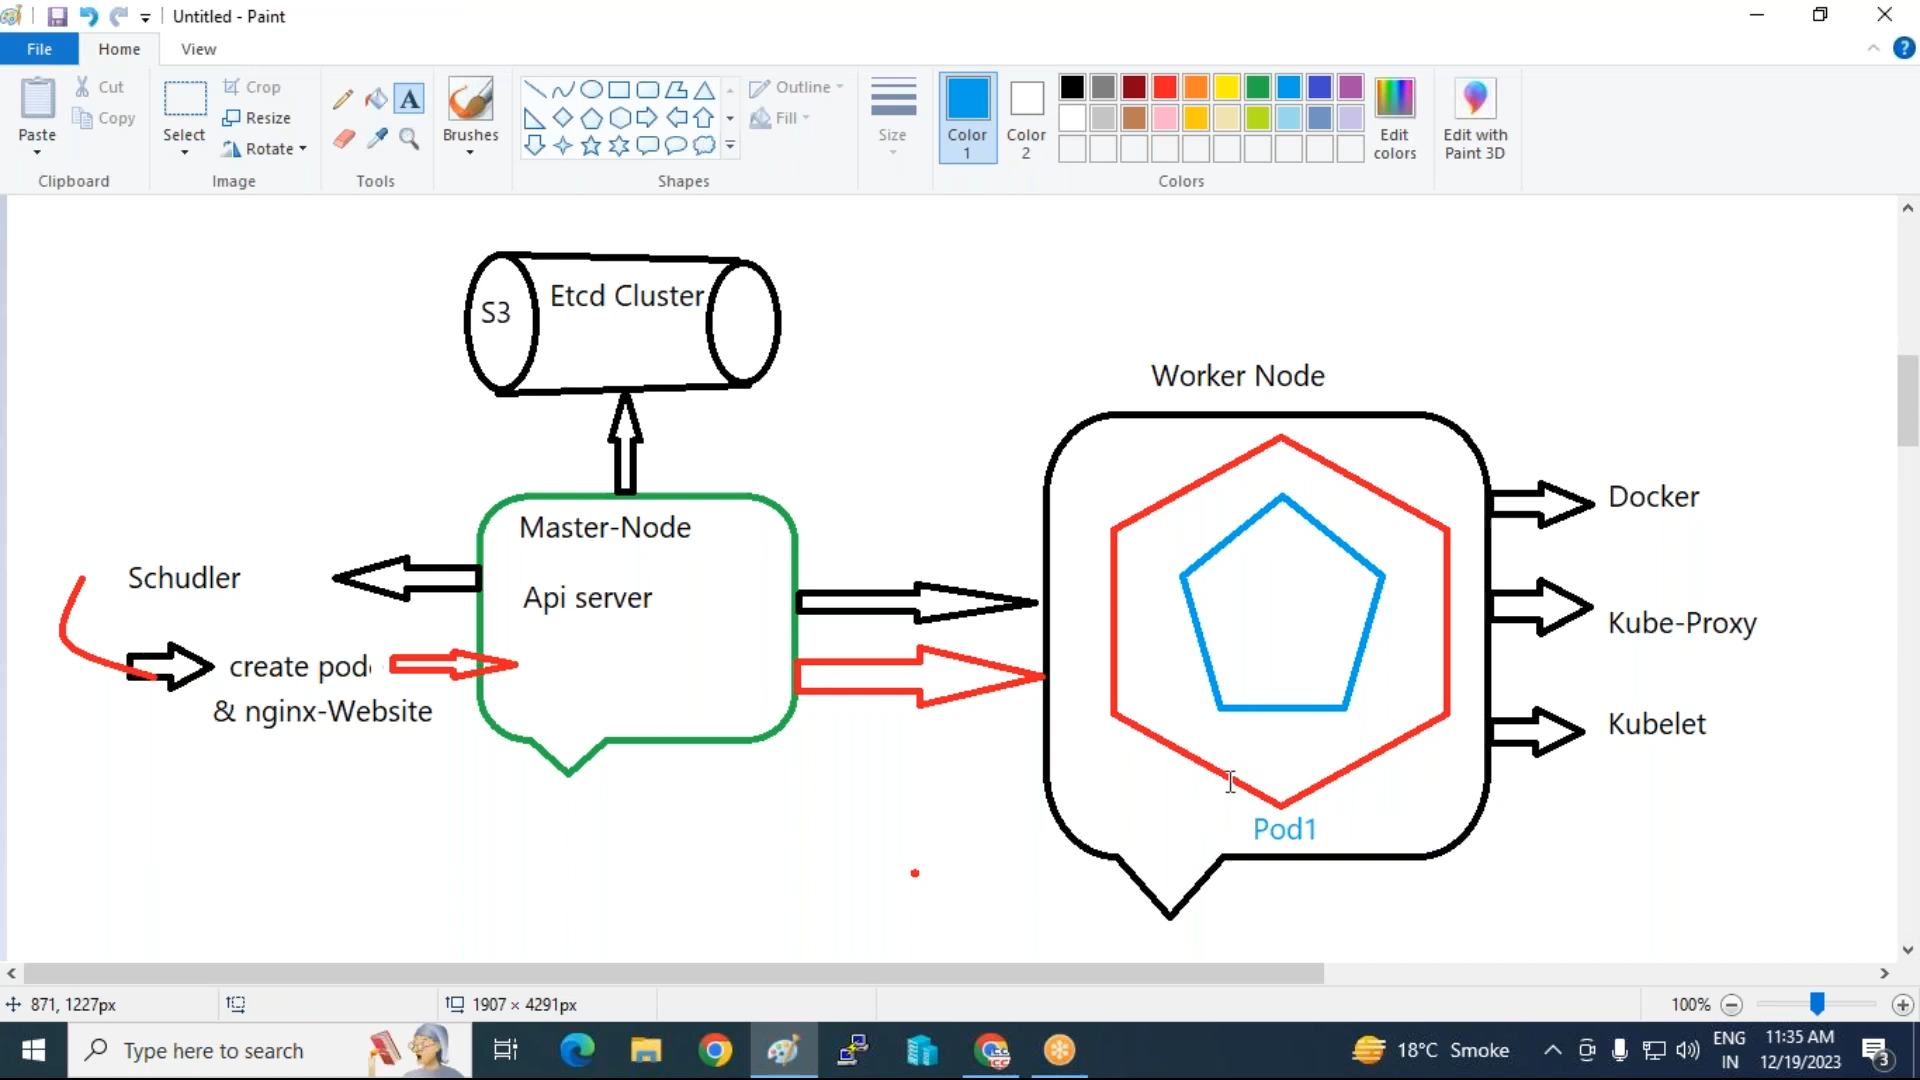 Untitled - Paint
File
Home
View
Paste
Cut
Copy
Clipboard
Select
Crop
Resize
Rotate
Image
A
Tools
Brushes
Outline
Fill
Shapes
Size
Color 1
Color 2
Edit colors
Edit with Paint 3D
Colors
S3
Etcd Cluster
Worker Node
Master-Node
Api server
Schudler
create pod
& nginx-Website
Docker
Kube-Proxy
Kubelet
Pod1
871, 1227px
1907 × 4291px
100%
Type here to search
18°C Smoke
ENG
IN
11:35 AM
12/19/2023
3